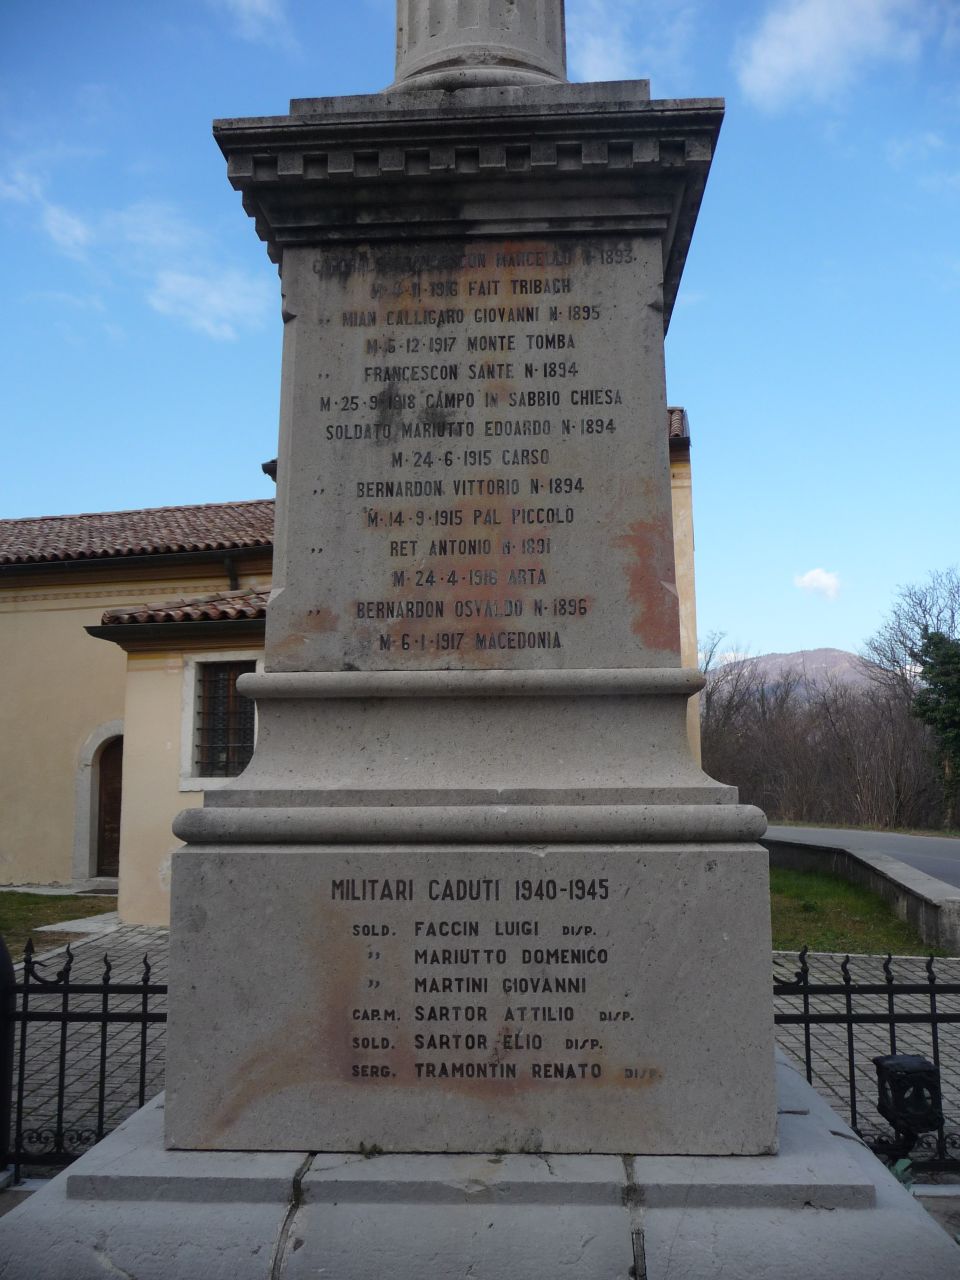 FRANCESCON MARCELLO N·1893
1916 FAIT TRIBACH
,, MIAN CALLIGARO GIOVANNI N·1895
M·5·12·1917 MONTE TOMBA
,, FRANCESCON SANTE N·1894
M·25·9·1918 CAMPO IN SABBIO CHIESA
SOLDATO MARIUTTO EDOARDO N·1894
M·24·6·1915 CARSO
,, BERNARDON VITTORIO N·1894
M·14·9·1915 PAL PICCOLO
,, RET ANTONIO N·1891
M·24·4·1916 ARTA
,, BERNARDON OSVALDO N·1896
M·6·1·1917 MACEDONIA
MILITARI CADUTI 1940-1945
SOLD. FACCIN LUIGI DISP.
,, MARIUTTO DOMENICO
,, MARTINI GIOVANNI
CAP.M. SARTOR ATTILIO DISP.
SOLD. SARTOR ELIO DISP.
SERG. TRAMONTIN RENATO DISP.